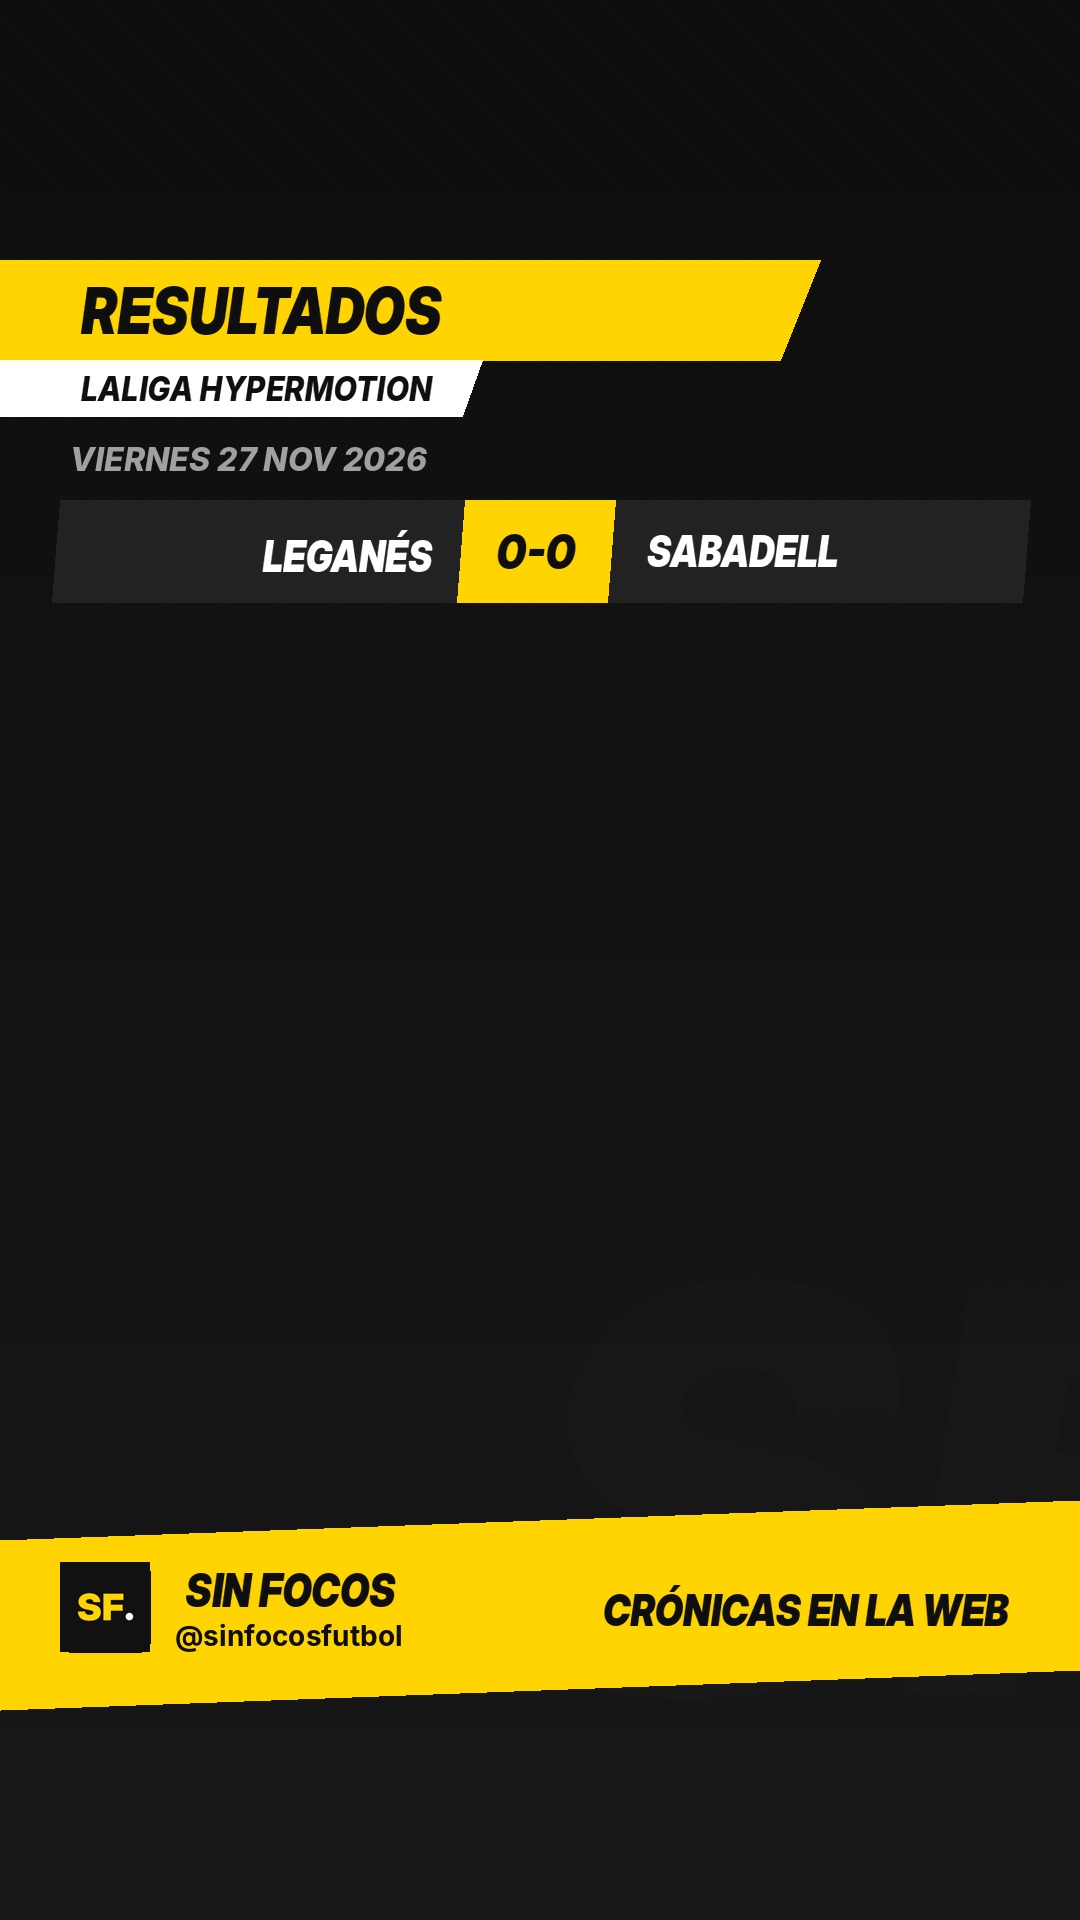 RESULTADOS
LALIGA HYPERMOTION
VIERNES 27 NOV 2026
LEGANÉS 0-0 SABADELL
SF
SF. SIN FOCOS
@sinfocosfutbol
CRÓNICAS EN LA WEB